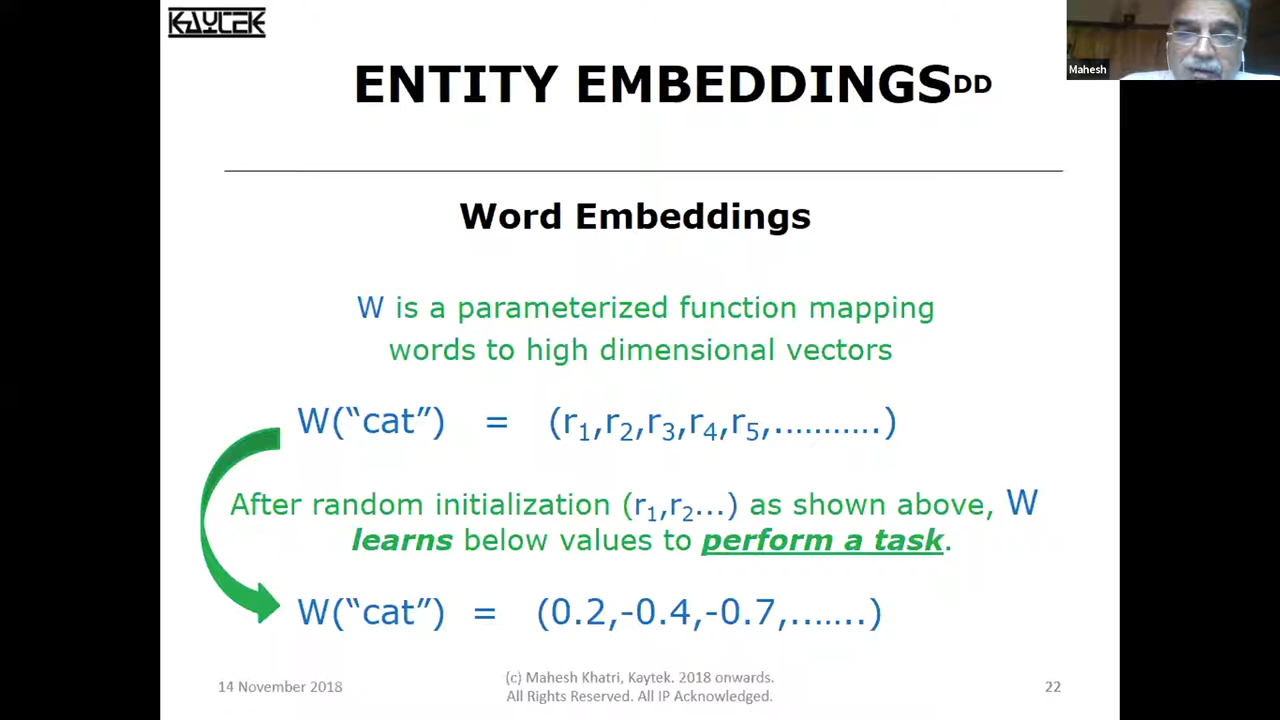 KAYTEK
Mahesh
ENTITY EMBEDDINGSDD
Word Embeddings
W is a parameterized function mapping
words to high dimensional vectors
W(“cat”) = (r1,r2,r3,r4,r5,...........)
After random initialization (r1,r2...) as shown above, W
learns below values to perform a task.
W(“cat”) = (0.2,-0.4,-0.7,.......)
14 November 2018
(c) Mahesh Khatri, Kaytek. 2018 onwards.
All Rights Reserved. All IP Acknowledged.
22